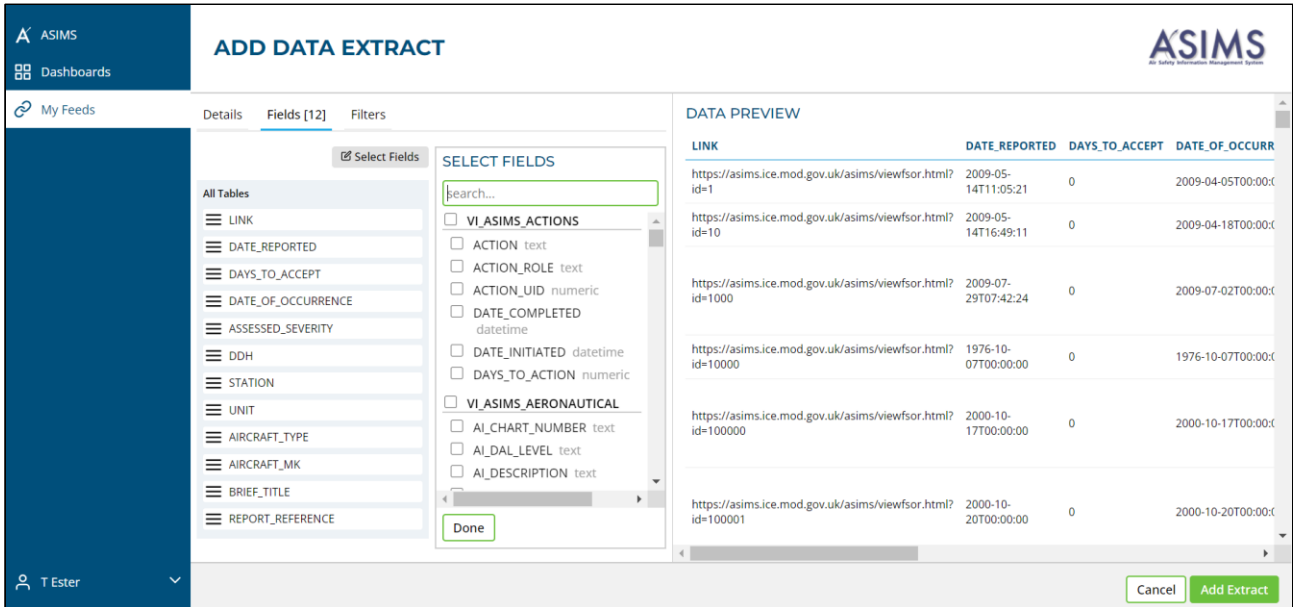 ASIMS
Dashboards
My Feeds
T Ester
ADD DATA EXTRACT
ASIMS
Air Safety Information Management System
Details Fields [12] Filters
Select Fields
All Tables
LINK
DATE_REPORTED
DAYS_TO_ACCEPT
DATE_OF_OCCURRENCE
ASSESSED_SEVERITY
DDH
STATION
UNIT
AIRCRAFT_TYPE
AIRCRAFT_MK
BRIEF_TITLE
REPORT_REFERENCE
SELECT FIELDS
search...
VI_ASIMS_ACTIONS
ACTION text
ACTION_ROLE text
ACTION_UID numeric
DATE_COMPLETED
datetime
DATE_INITIATED datetime
DAYS_TO_ACTION numeric
VI_ASIMS_AERONAUTICAL
AI_CHART_NUMBER text
AI_DAL_LEVEL text
AI_DESCRIPTION text
Done
DATA PREVIEW
LINK DATE_REPORTED DAYS_TO_ACCEPT DATE_OF_OCCURR
https://asims.ice.mod.gov.uk/asims/viewfsor.html? 2009-05-
id=1 14T11:05:21 0 2009-04-05T00:00:0
https://asims.ice.mod.gov.uk/asims/viewfsor.html? 2009-05-
id=10 14T16:49:11 0 2009-04-18T00:00:0
https://asims.ice.mod.gov.uk/asims/viewfsor.html? 2009-07-
id=1000 29T07:42:24 0 2009-07-02T00:00:0
https://asims.ice.mod.gov.uk/asims/viewfsor.html? 1976-10-
id=10000 07T00:00:00 0 1976-10-07T00:00:0
https://asims.ice.mod.gov.uk/asims/viewfsor.html? 2000-10-
id=100000 17T00:00:00 0 2000-10-17T00:00:0
https://asims.ice.mod.gov.uk/asims/viewfsor.html? 2000-10-
id=100001 20T00:00:00 0 2000-10-20T00:00:0
Cancel Add Extract